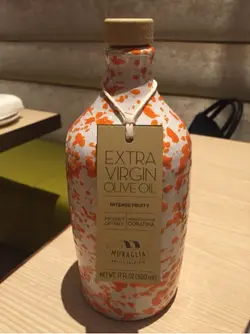 EXTRA
VIRGIN
OLIVE OIL
INTENSE FRUITY
MURAGLIA
NET WT. 17 FL OZ (500 ml) ℮